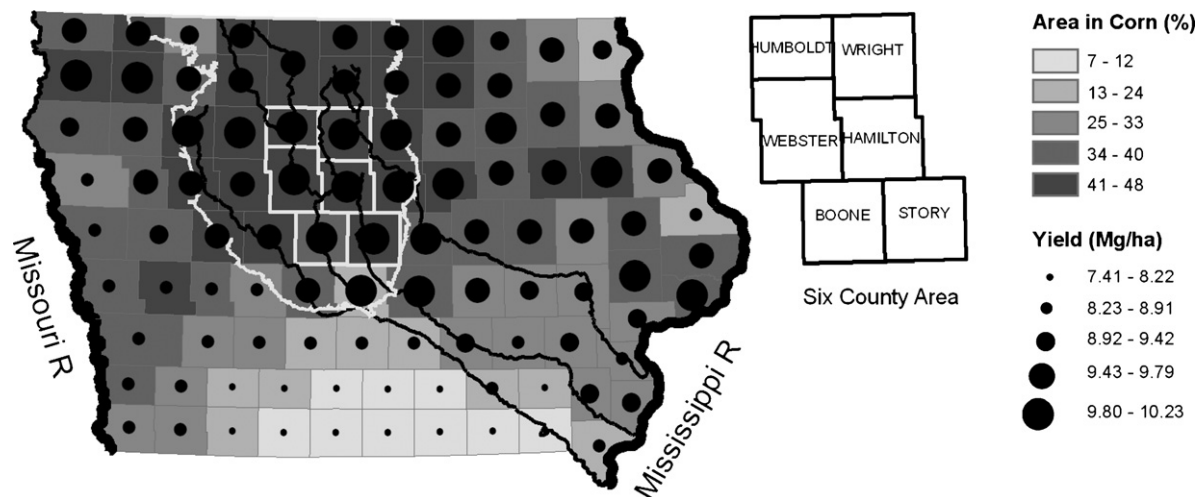 Missouri R
Mississippi R
HUMBOLDT
WRIGHT
WEBSTER
HAMILTON
BOONE
STORY
Six County Area
Area in Corn (%)
7 - 12
13 - 24
25 - 33
34 - 40
41 - 48
Yield (Mg/ha)
7.41 - 8.22
8.23 - 8.91
8.92 - 9.42
9.43 - 9.79
9.80 - 10.23